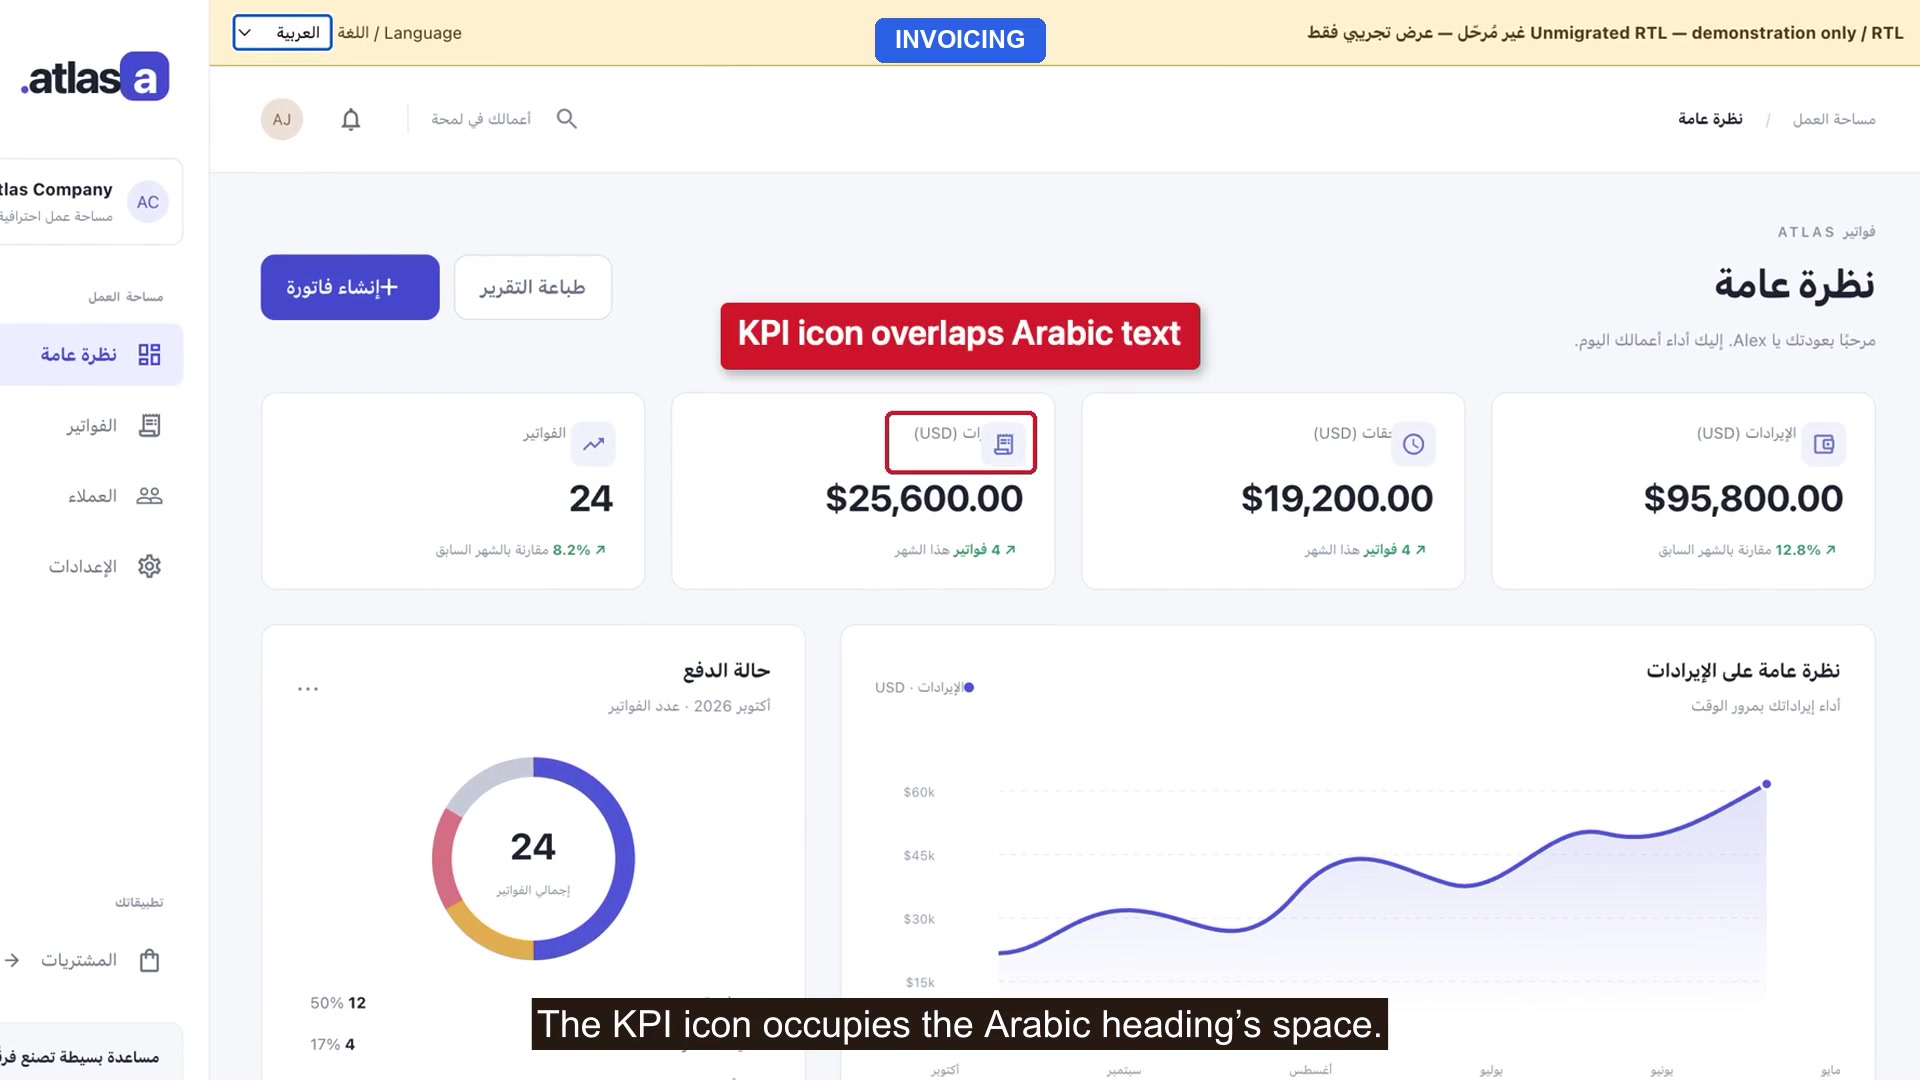 Unmigrated RTL — demonstration only / RTL غير مُرحّل — عرض تجريبي فقط
INVOICING
Language / اللغة
العربية
atlas.
a
مساحة العمل / نظرة عامة
أعمالك في لمحة
AJ
AC
مساحة عمل احترافية
مساحة العمل
نظرة عامة
الفواتير
العملاء
الإعدادات
تطبيقاتك
المشتريات
فواتير ATLAS
نظرة عامة
مرحبًا بعودتك يا Alex. إليك أداء أعمالك اليوم.
طباعة التقرير
إنشاء فاتورة
KPI icon overlaps Arabic text
الإيرادات (USD)
$95,800.00
↗ 12.8% مقارنة بالشهر السابق
(USD)
$19,200.00
↗ 4 فواتير هذا الشهر
(USD)
$25,600.00
↗ 4 فواتير هذا الشهر
الفواتير
24
↗ 8.2% مقارنة بالشهر السابق
نظرة عامة على الإيرادات
أداء إيراداتك بمرور الوقت
الإيرادات · USD
$60k
$45k
$30k
$15k
مايو
يونيو
يوليو
أغسطس
سبتمبر
أكتوبر
حالة الدفع
أكتوبر 2026 · عدد الفواتير
...
24
إجمالي الفواتير
12 50%
4 17%
The KPI icon occupies the Arabic heading’s space.
مساعدة بسيطة تصنع